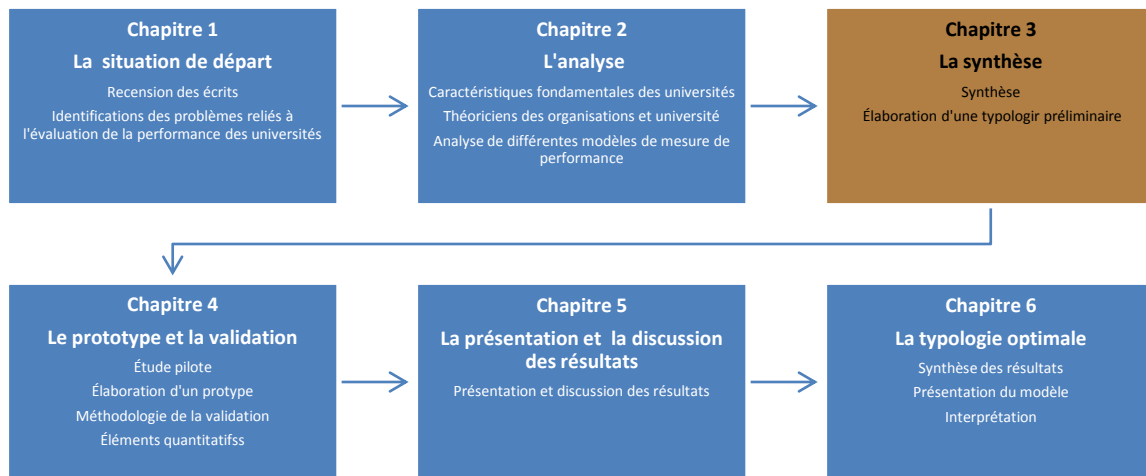 Chapitre 1
La situation de départ
Recension des écrits
Identifications des problèmes reliés à
l'évaluation de la performance des universités
Chapitre 2
L'analyse
Caractéristiques fondamentales des universités
Théoriciens des organisations et université
Analyse de différentes modèles de mesure de
performance
Chapitre 3
La synthèse
Synthèse
Élaboration d'une typologir préliminaire
Chapitre 4
Le prototype et la validation
Étude pilote
Élaboration d'un protype
Méthodologie de la validation
Éléments quantitatifss
Chapitre 5
La présentation et la discussion
des résultats
Présentation et discussion des résultats
Chapitre 6
La typologie optimale
Synthèse des résultats
Présentation du modèle
Interprétation